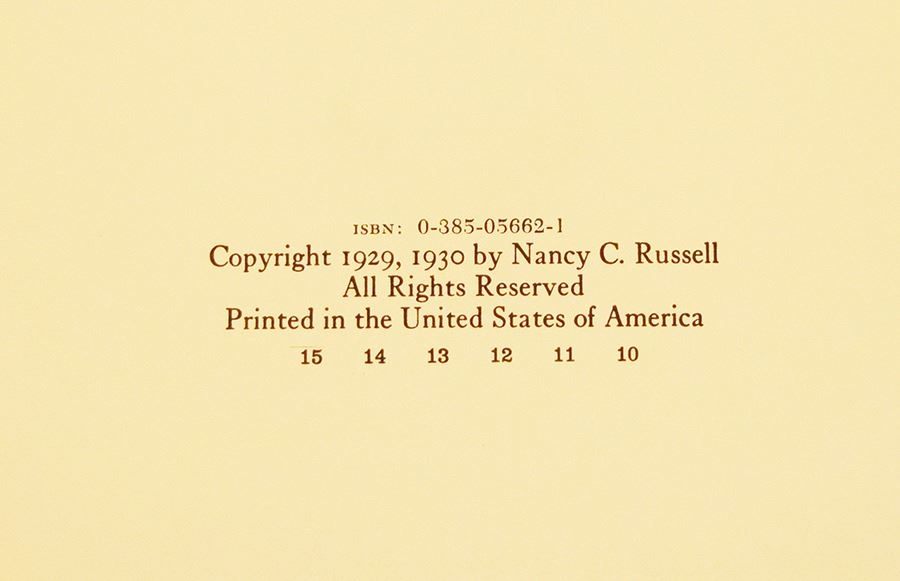 ISBN: 0-385-05662-1
Copyright 1929, 1930 by Nancy C. Russell
All Rights Reserved
Printed in the United States of America
15 14 13 12 11 10